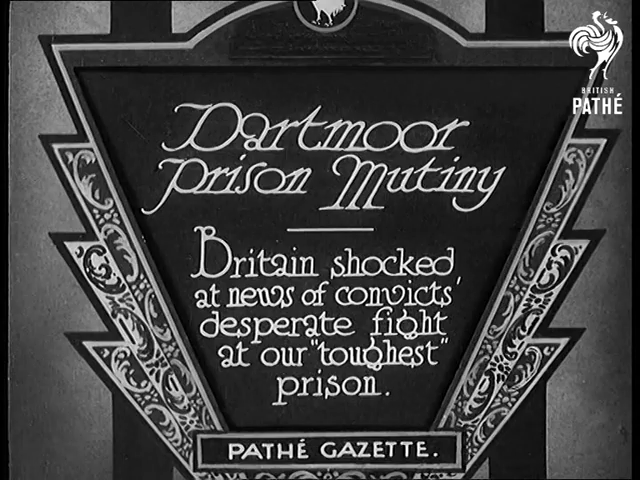 BRITISH
PATHÉ
Dartmoor
Prison Mutiny
Britain shocked
at news of convicts'
desperate fight
at our "toughest"
prison.
PATHÉ GAZETTE.